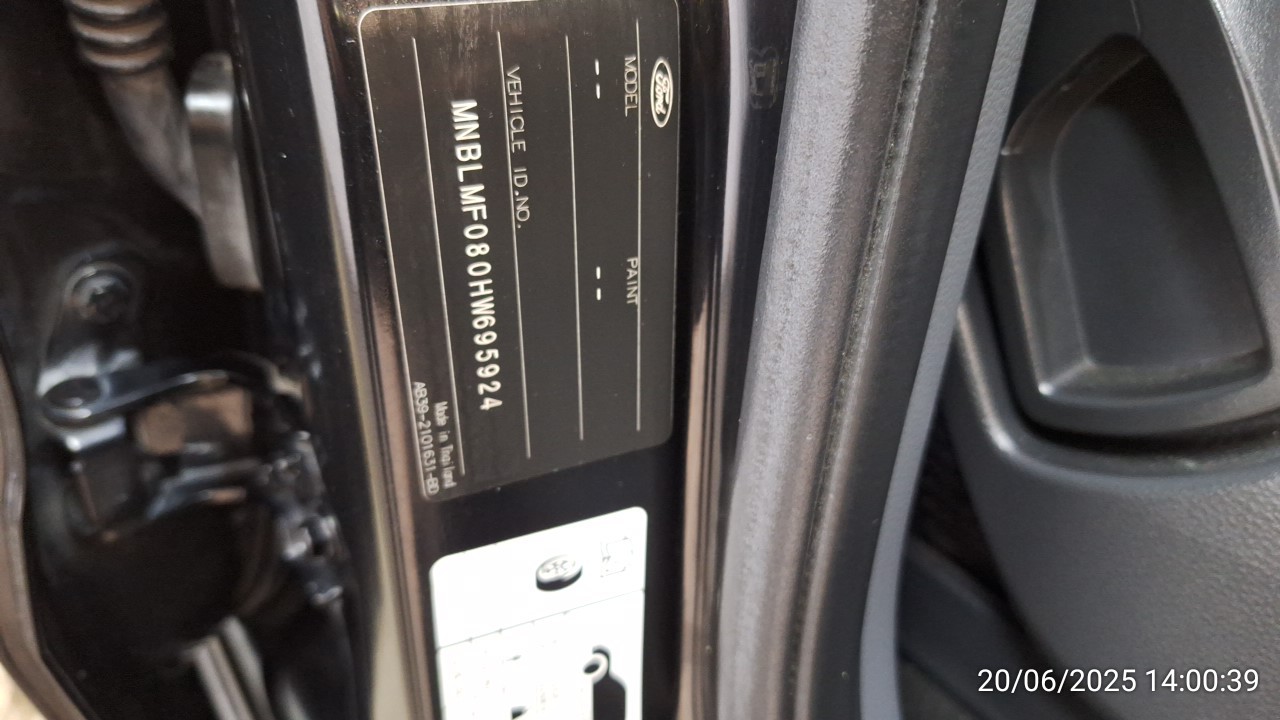 Ford
MODEL PAINT
-- --
VEHICLE ID.NO.
MNBLMF080HW695924
Made in Thailand
AB39-2101631-BD
20/06/2025 14:00:39